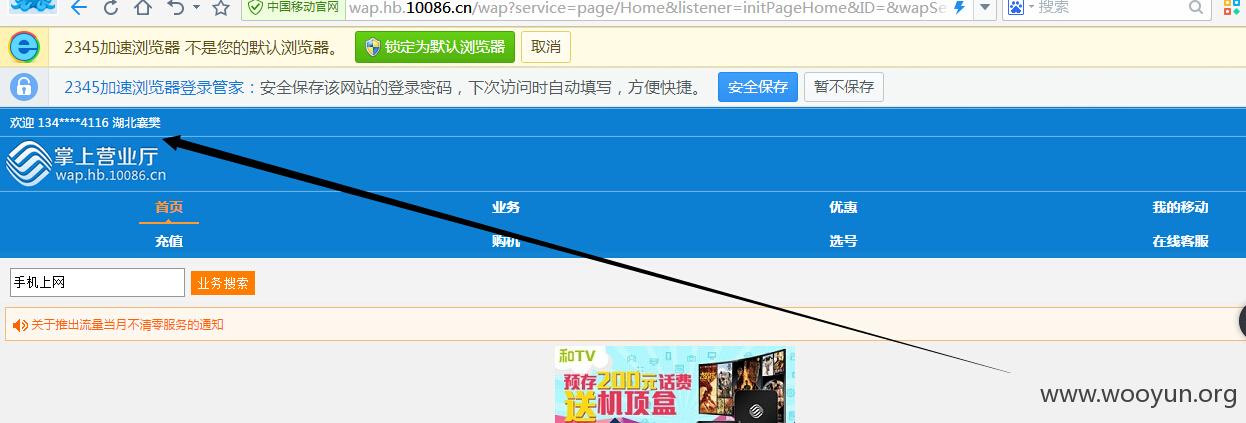 中国移动官网 wap.hb.10086.cn/wap?service=page/Home&listener=initPageHome&ID=&wapSe 搜索
2345加速浏览器 不是您的默认浏览器。 锁定为默认浏览器 取消
2345加速浏览器登录管家：安全保存该网站的登录密码，下次访问时自动填写，方便快捷。 安全保存 暂不保存
欢迎 134****4116 湖北襄樊
掌上营业厅
wap.hb.10086.cn
首页 业务 优惠 我的移动
充值 购机 选号 在线客服
手机上网 业务搜索
关于推出流量当月不清零服务的通知
和TV
预存200元话费
送机顶盒
www.wooyun.org